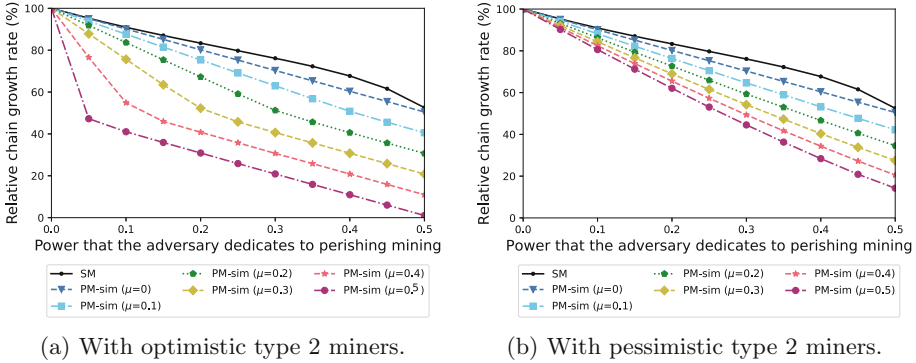 Relative chain growth rate (%)
100
80
60
40
20
0
0.0 0.1 0.2 0.3 0.4 0.5
Power that the adversary dedicates to perishing mining
SM
PM-sim (μ=0)
PM-sim (μ=0.1)
PM-sim (μ=0.2)
PM-sim (μ=0.3)
PM-sim (μ=0.4)
PM-sim (μ=0.5)
(a) With optimistic type 2 miners.
Relative chain growth rate (%)
100
80
60
40
20
0
0.0 0.1 0.2 0.3 0.4 0.5
Power that the adversary dedicates to perishing mining
SM
PM-sim (μ=0)
PM-sim (μ=0.1)
PM-sim (μ=0.2)
PM-sim (μ=0.3)
PM-sim (μ=0.4)
PM-sim (μ=0.5)
(b) With pessimistic type 2 miners.